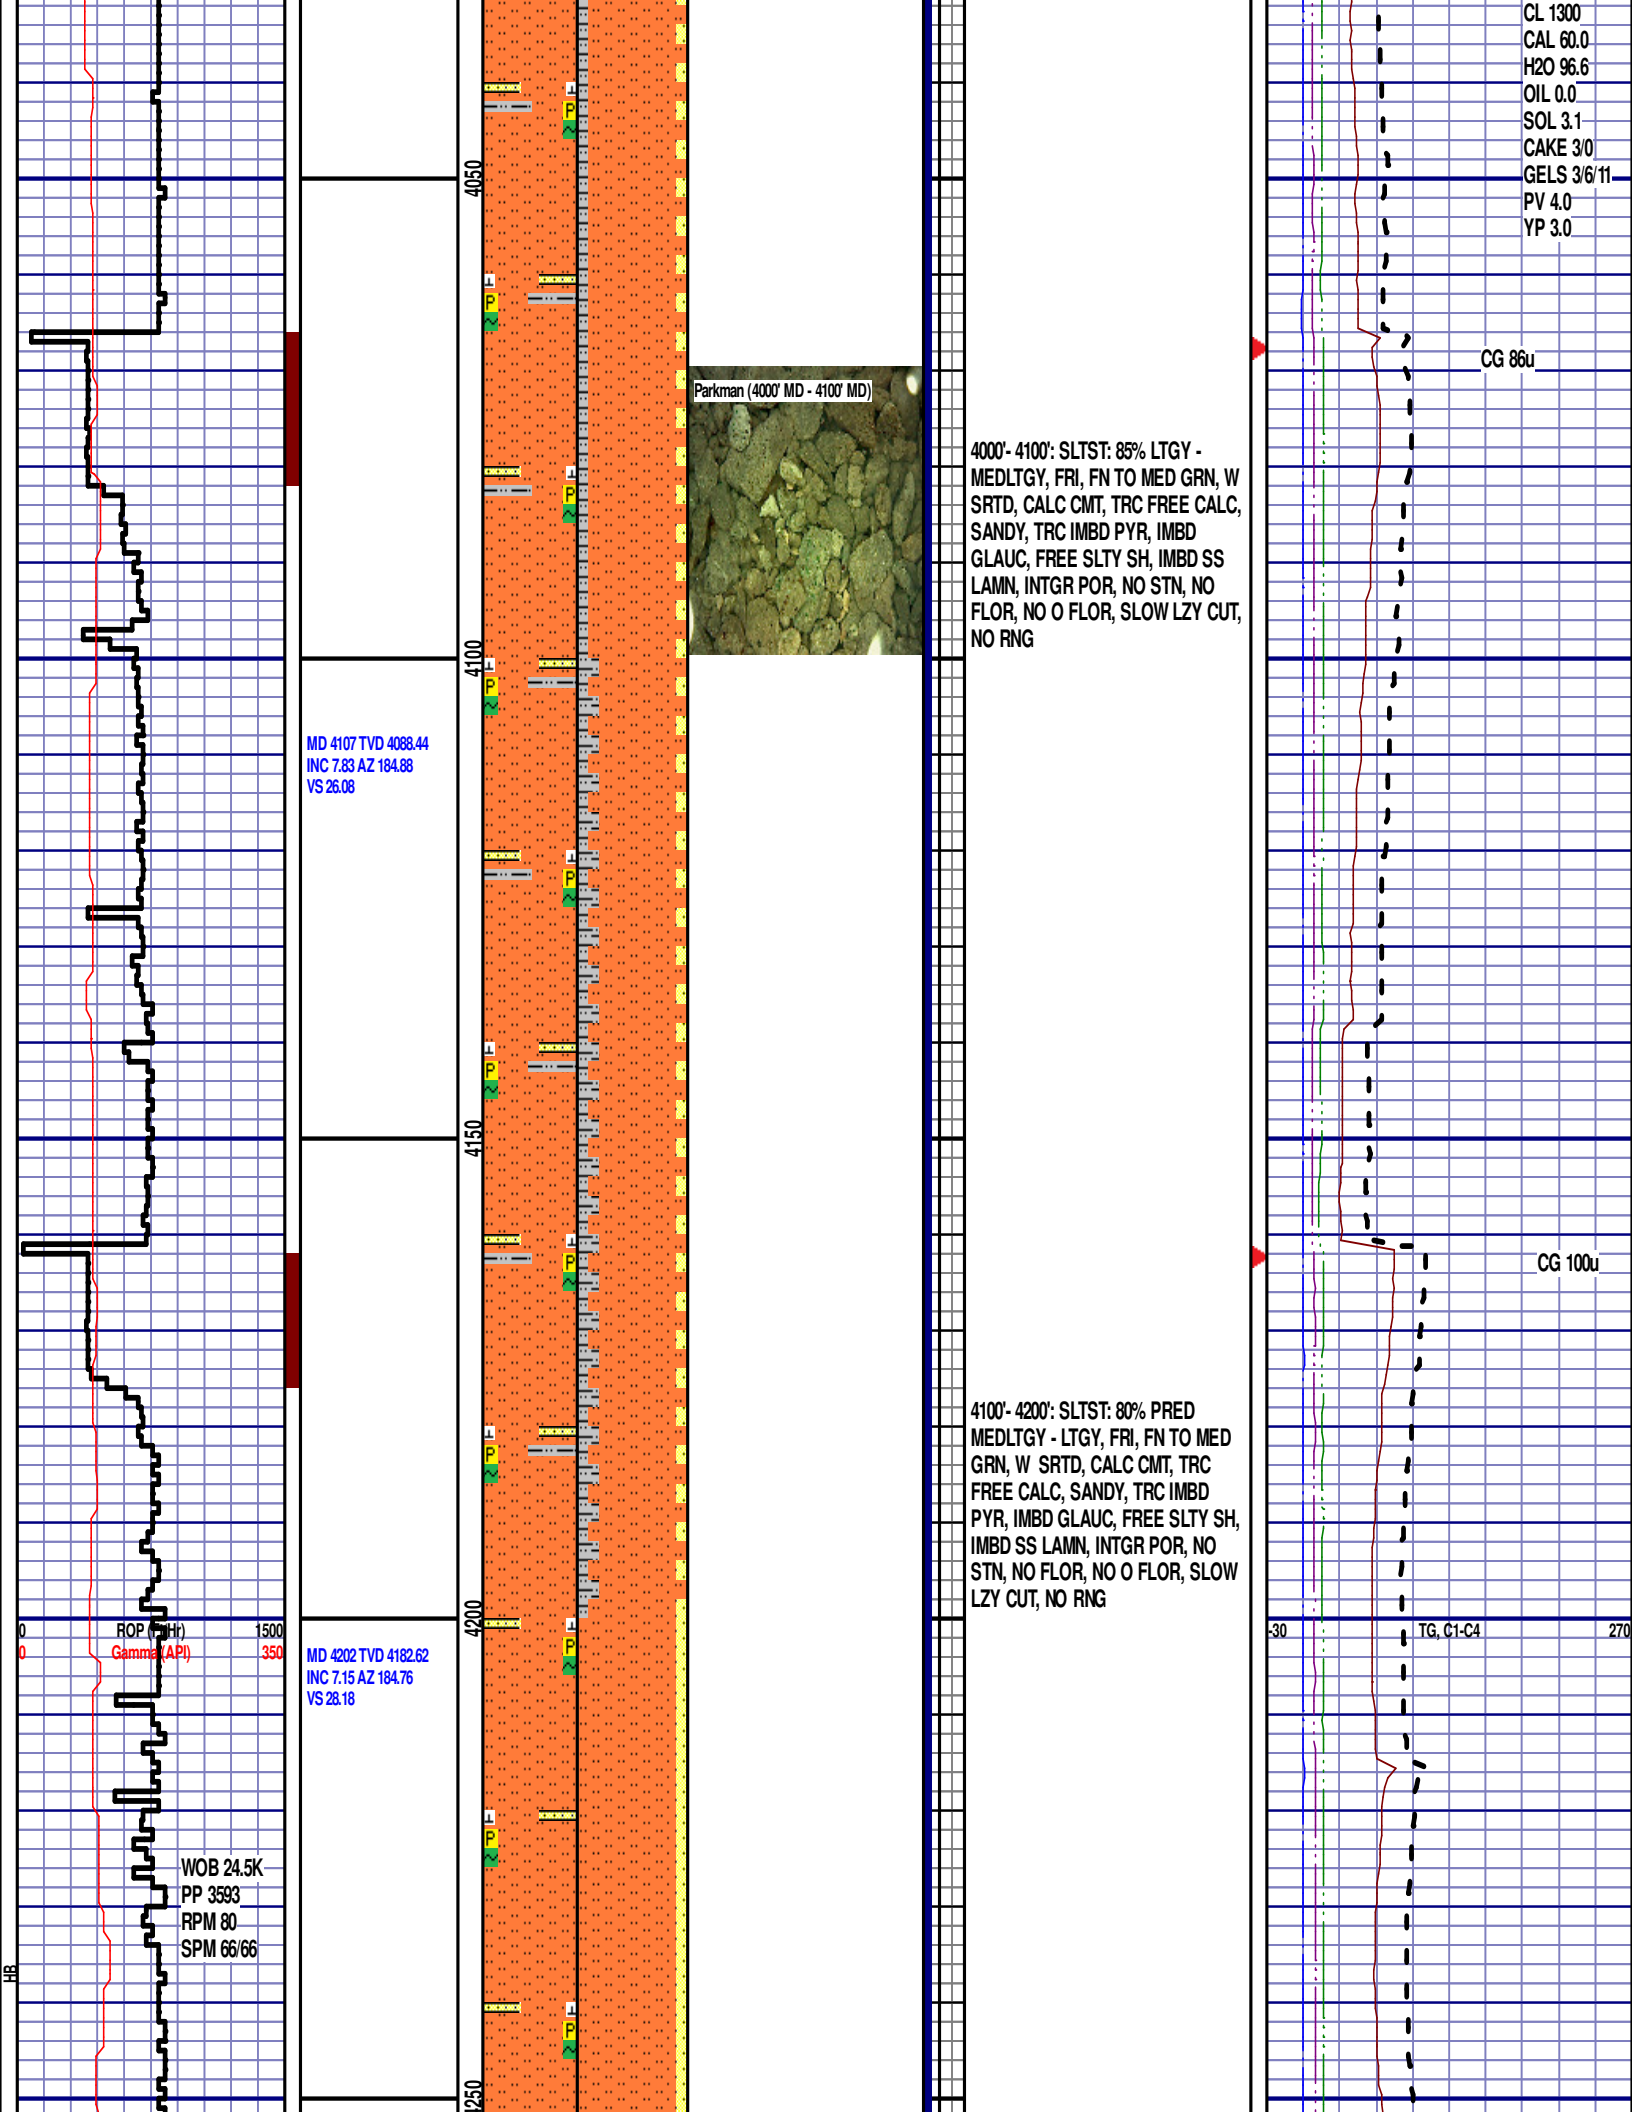 CL 1300
CAL 60.0
H2O 96.6
OIL 0.0
SOL 3.1
CAKE 3/0
GELS 3/6/11
PV 4.0
YP 3.0
4050
CG 86u
Parkman (4000' MD - 4100' MD)
4000'- 4100': SLTST: 85% LTGY -
MEDLTGY, FRI, FN TO MED GRN, W
SRTD, CALC CMT, TRC FREE CALC,
SANDY, TRC IMBD PYR, IMBD
GLAUC, FREE SLTY SH, IMBD SS
LAMN, INTGR POR, NO STN, NO
FLOR, NO O FLOR, SLOW LZY CUT,
NO RNG
4100
MD 4107 TVD 4088.44
INC 7.83 AZ 184.88
VS 26.08
4150
CG 100u
4100'- 4200': SLTST: 80% PRED
MEDLTGY - LTGY, FRI, FN TO MED
GRN, W SRTD, CALC CMT, TRC
FREE CALC, SANDY, TRC IMBD
PYR, IMBD GLAUC, FREE SLTY SH,
IMBD SS LAMN, INTGR POR, NO
STN, NO FLOR, NO O FLOR, SLOW
LZY CUT, NO RNG
4200
0 ROP (Ft/Hr) 1500
0 Gamma (API) 350
MD 4202 TVD 4182.62
INC 7.15 AZ 184.76
VS 28.18
-30 TG, C1-C4 270
WOB 24.5K
PP 3593
RPM 80
SPM 66/66
HB
4250
P
P
P
P
P
P
P
P
P
P
P